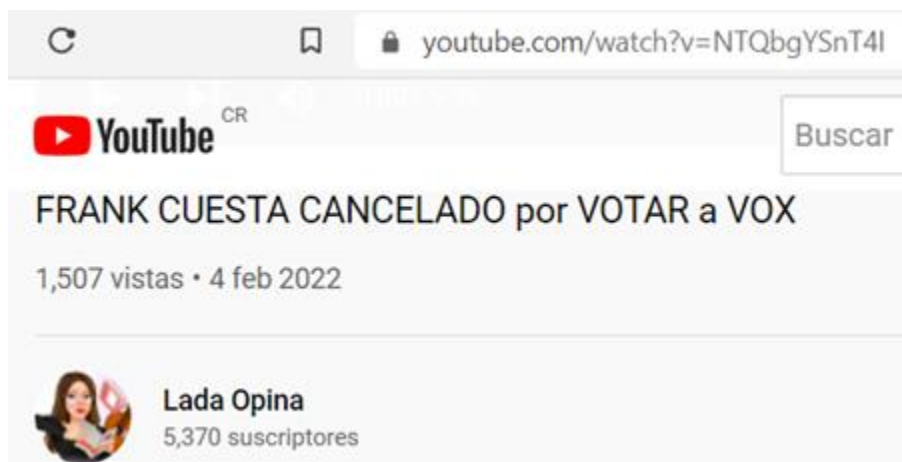 youtube.com/watch?v=NTQbgYSnT4I
YouTube CR
Buscar
FRANK CUESTA CANCELADO por VOTAR a VOX
1,507 vistas • 4 feb 2022
Lada Opina
5,370 suscriptores